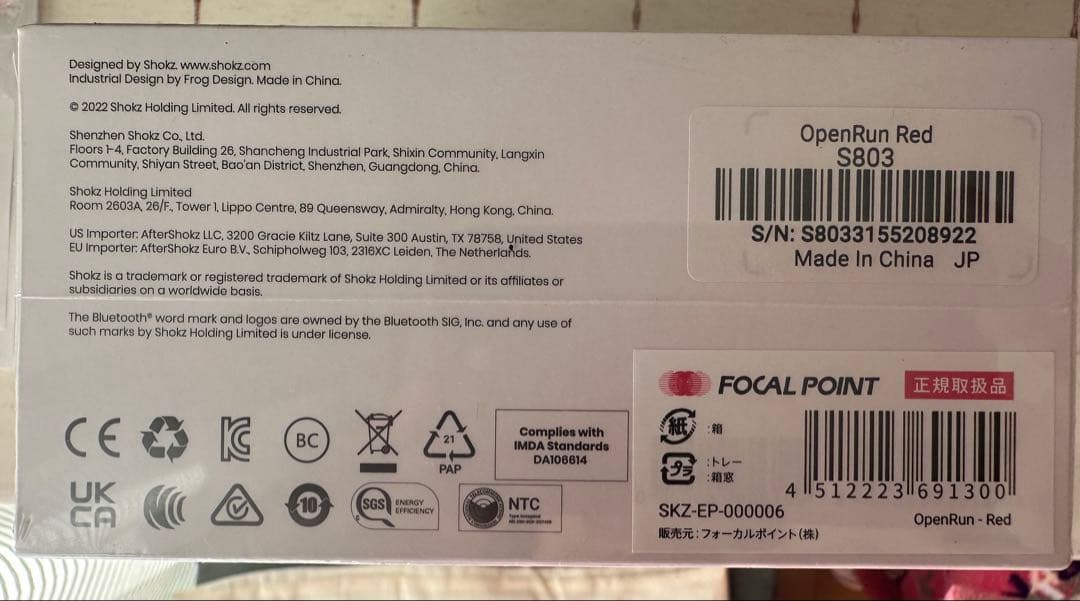 Designed by Shokz. www.shokz.com
Industrial Design by Frog Design. Made in China.
© 2022 Shokz Holding Limited. All rights reserved.
Shenzhen Shokz Co., Ltd.
Floors 1-4, Factory Building 26, Shancheng Industrial Park, Shixin Community, Langxin
Community, Shiyan Street, Bao'an District, Shenzhen, Guangdong, China.
Shokz Holding Limited
Room 2603A, 26/F., Tower 1, Lippo Centre, 89 Queensway, Admiralty, Hong Kong, China.
US Importer: AfterShokz LLC, 3200 Gracie Kiltz Lane, Suite 300 Austin, TX 78758, United States
EU Importer: AfterShokz Euro B.V., Schipholweg 103, 2316XC Leiden, The Netherlands.
Shokz is a trademark or registered trademark of Shokz Holding Limited or its affiliates or
subsidiaries on a worldwide basis.
The Bluetooth® word mark and logos are owned by the Bluetooth SIG, Inc. and any use of
such marks by Shokz Holding Limited is under license.
CE
BC
21
PAP
Complies with
IMDA Standards
DA106614
UK
CA
10
SGS
ENERGY
EFFICIENCY
NTC
OpenRun Red
S803
S/N: S8033155208922
Made In China JP
FOCAL POINT
正規取扱品
紙
:箱
プラ
:トレー
:箱窓
4 512223 691300
SKZ-EP-000006
OpenRun - Red
販売元:フォーカルポイント(株)